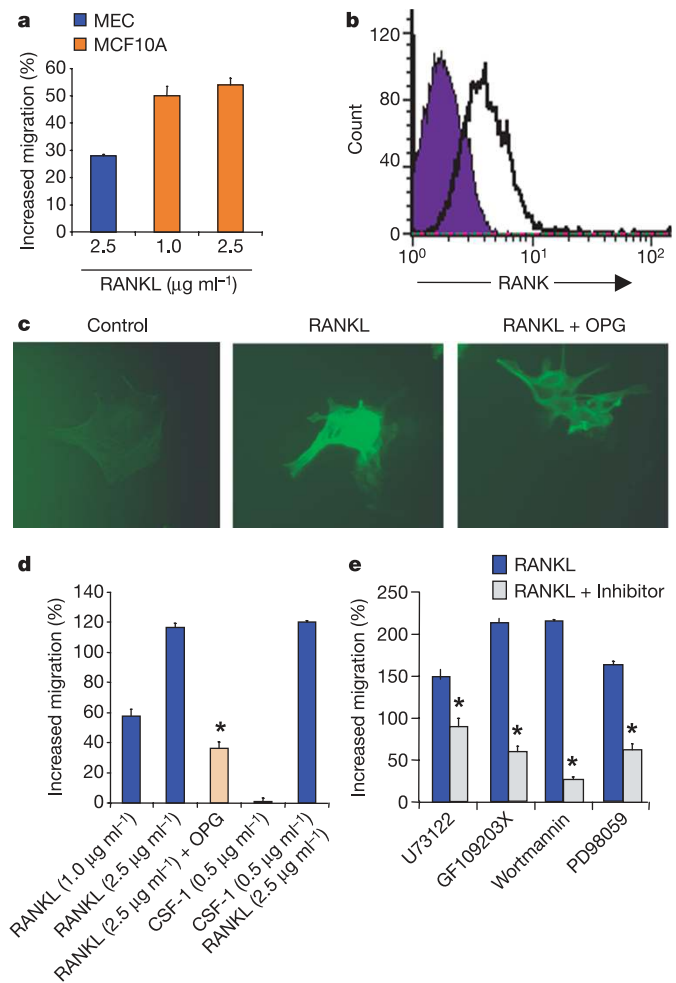 a
MEC
MCF10A
Increased migration (%)
60
50
40
30
20
10
0
2.5 1.0 2.5
RANKL (µg ml⁻¹)
b
Count
120
80
40
0
10⁰ 10¹ 10²
RANK
c
Control RANKL RANKL + OPG
d
Increased migration (%)
140
120
100
80
60
40
20
0
*
RANKL (1.0 µg ml⁻¹)
RANKL (2.5 µg ml⁻¹)
RANKL (2.5 µg ml⁻¹) + OPG
CSF-1 (0.5 µg ml⁻¹)
CSF-1 (0.5 µg ml⁻¹)
RANKL (2.5 µg ml⁻¹)
e
RANKL
RANKL + Inhibitor
Increased migration (%)
250
200
150
100
50
0
* * * *
U73122
GF109203X
Wortmannin
PD98059